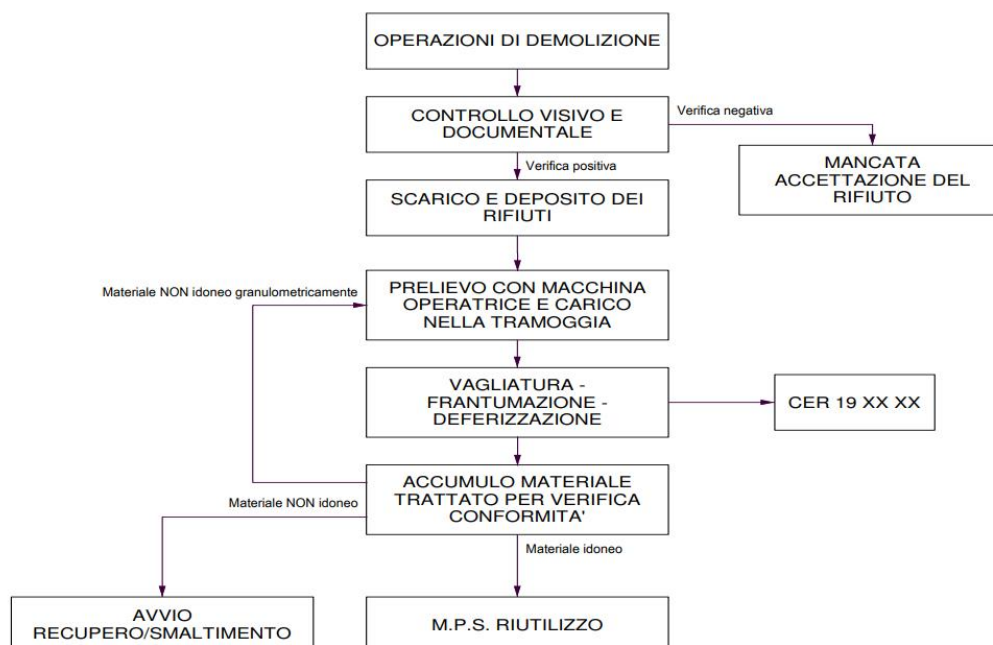 OPERAZIONI DI DEMOLIZIONE
CONTROLLO VISIVO E
DOCUMENTALE
Verifica negativa
Verifica positiva
MANCATA
ACCETTAZIONE DEL
RIFIUTO
SCARICO E DEPOSITO DEI
RIFIUTI
Materiale NON idoneo granulometricamente
PRELIEVO CON MACCHINA
OPERATRICE E CARICO
NELLA TRAMOGGIA
VAGLIATURA -
FRANTUMAZIONE -
DEFERIZZAZIONE
CER 19 XX XX
ACCUMULO MATERIALE
TRATTATO PER VERIFICA
CONFORMITA'
Materiale NON idoneo
Materiale idoneo
AVVIO
RECUPERO/SMALTIMENTO
M.P.S. RIUTILIZZO